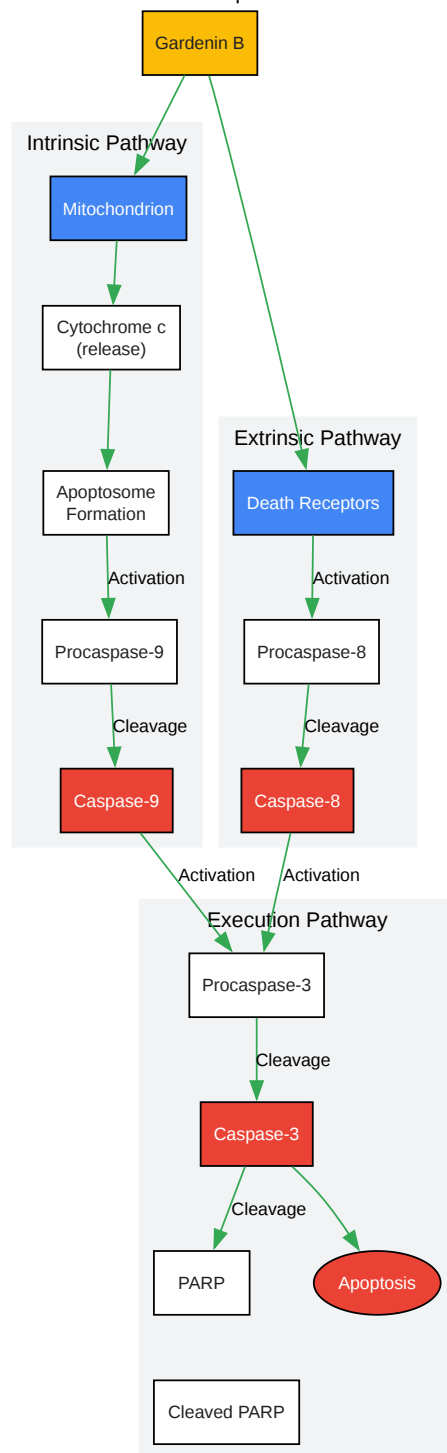 Gardenin B
Intrinsic Pathway
Mitochondrion
Cytochrome c
(release)
Extrinsic Pathway
Apoptosome
Formation
Death Receptors
Activation
Activation
Procaspase-9
Procaspase-8
Cleavage
Cleavage
Caspase-9
Caspase-8
Activation
Activation
Execution Pathway
Procaspase-3
Cleavage
Caspase-3
Cleavage
PARP
Apoptosis
Cleaved PARP